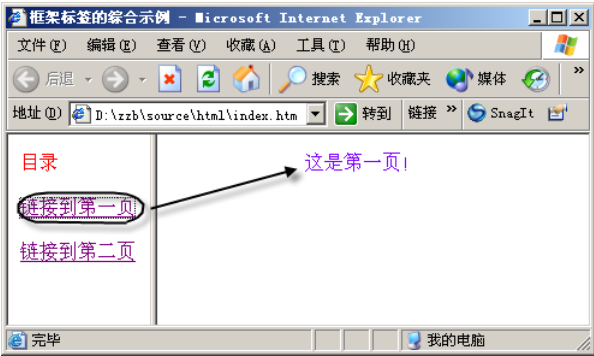 框架标签的综合示例 - Microsoft Internet Explorer
文件(F) 编辑(E) 查看(V) 收藏(A) 工具(T) 帮助(H)
后退 搜索 收藏夹 媒体 »
地址(D) D:\zzb\source\html\index.htm 转到 链接 » SnagIt
目录
这是第一页!
链接到第一页
链接到第二页
完毕 我的电脑